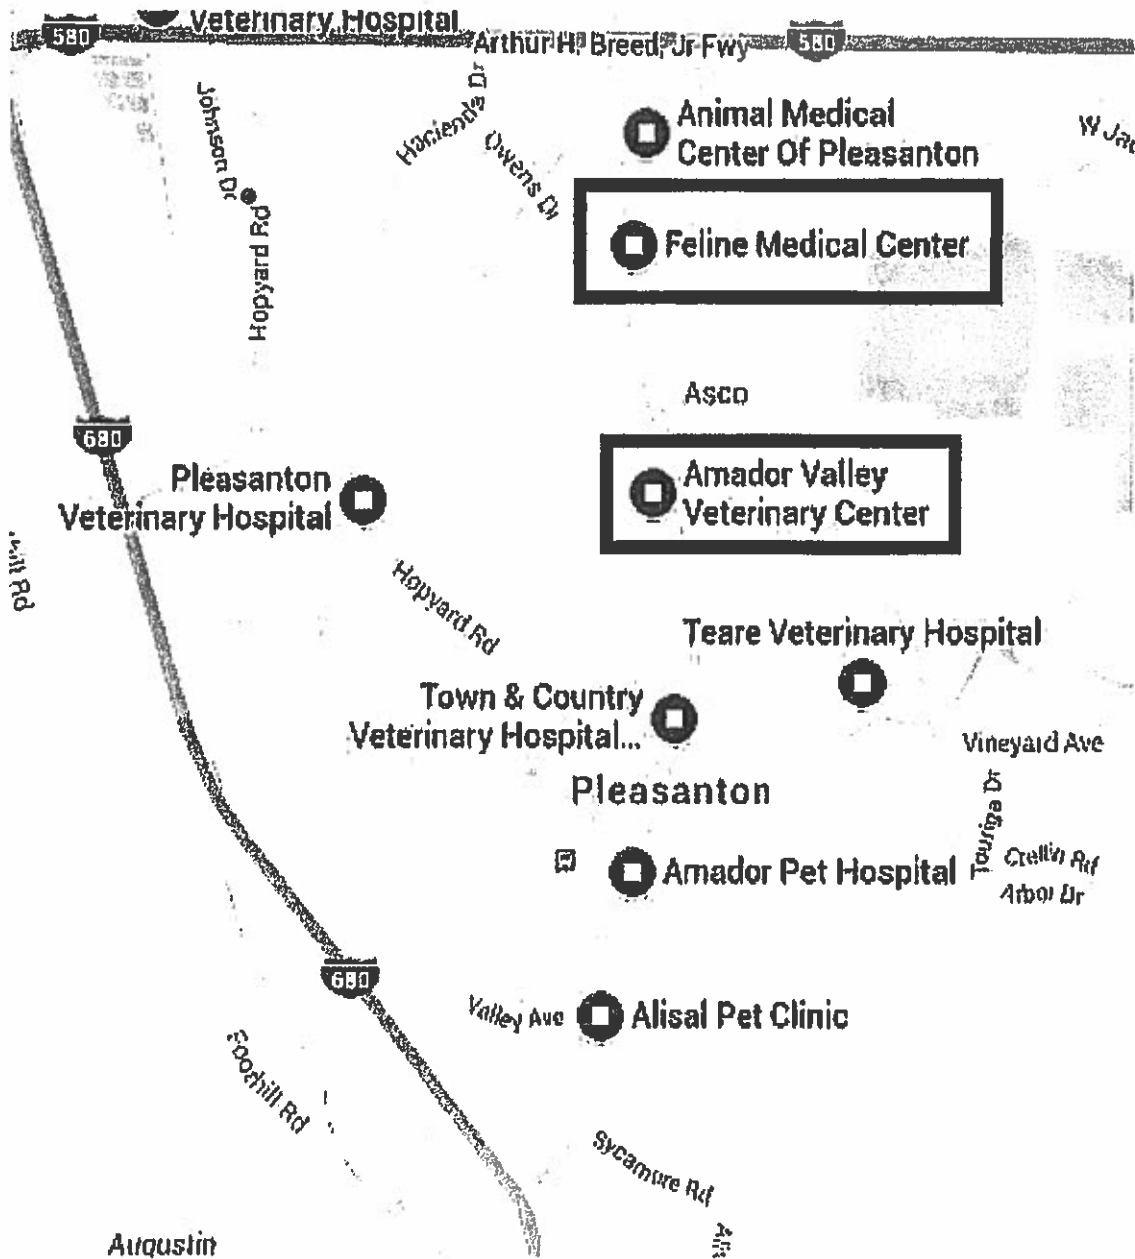 Veterinary Hospital
580
Arthur H. Breed, Jr Fwy
580
Johnson Dr
Hacienda Dr
Owens Dr
Animal Medical
Center Of Pleasanton
Hopyard Rd
Feline Medical Center
Asco
680
Pleasanton
Veterinary Hospital
Amador Valley
Veterinary Center
Hopyard Rd
Teare Veterinary Hospital
Town & Country
Veterinary Hospital...
Vineyard Ave
Pleasanton
Touriga Dr
Amador Pet Hospital
Crellin Rd
Arbor Dr
680
Valley Ave
Alisal Pet Clinic
Foothill Rd
Sycamore Rd
Augustin